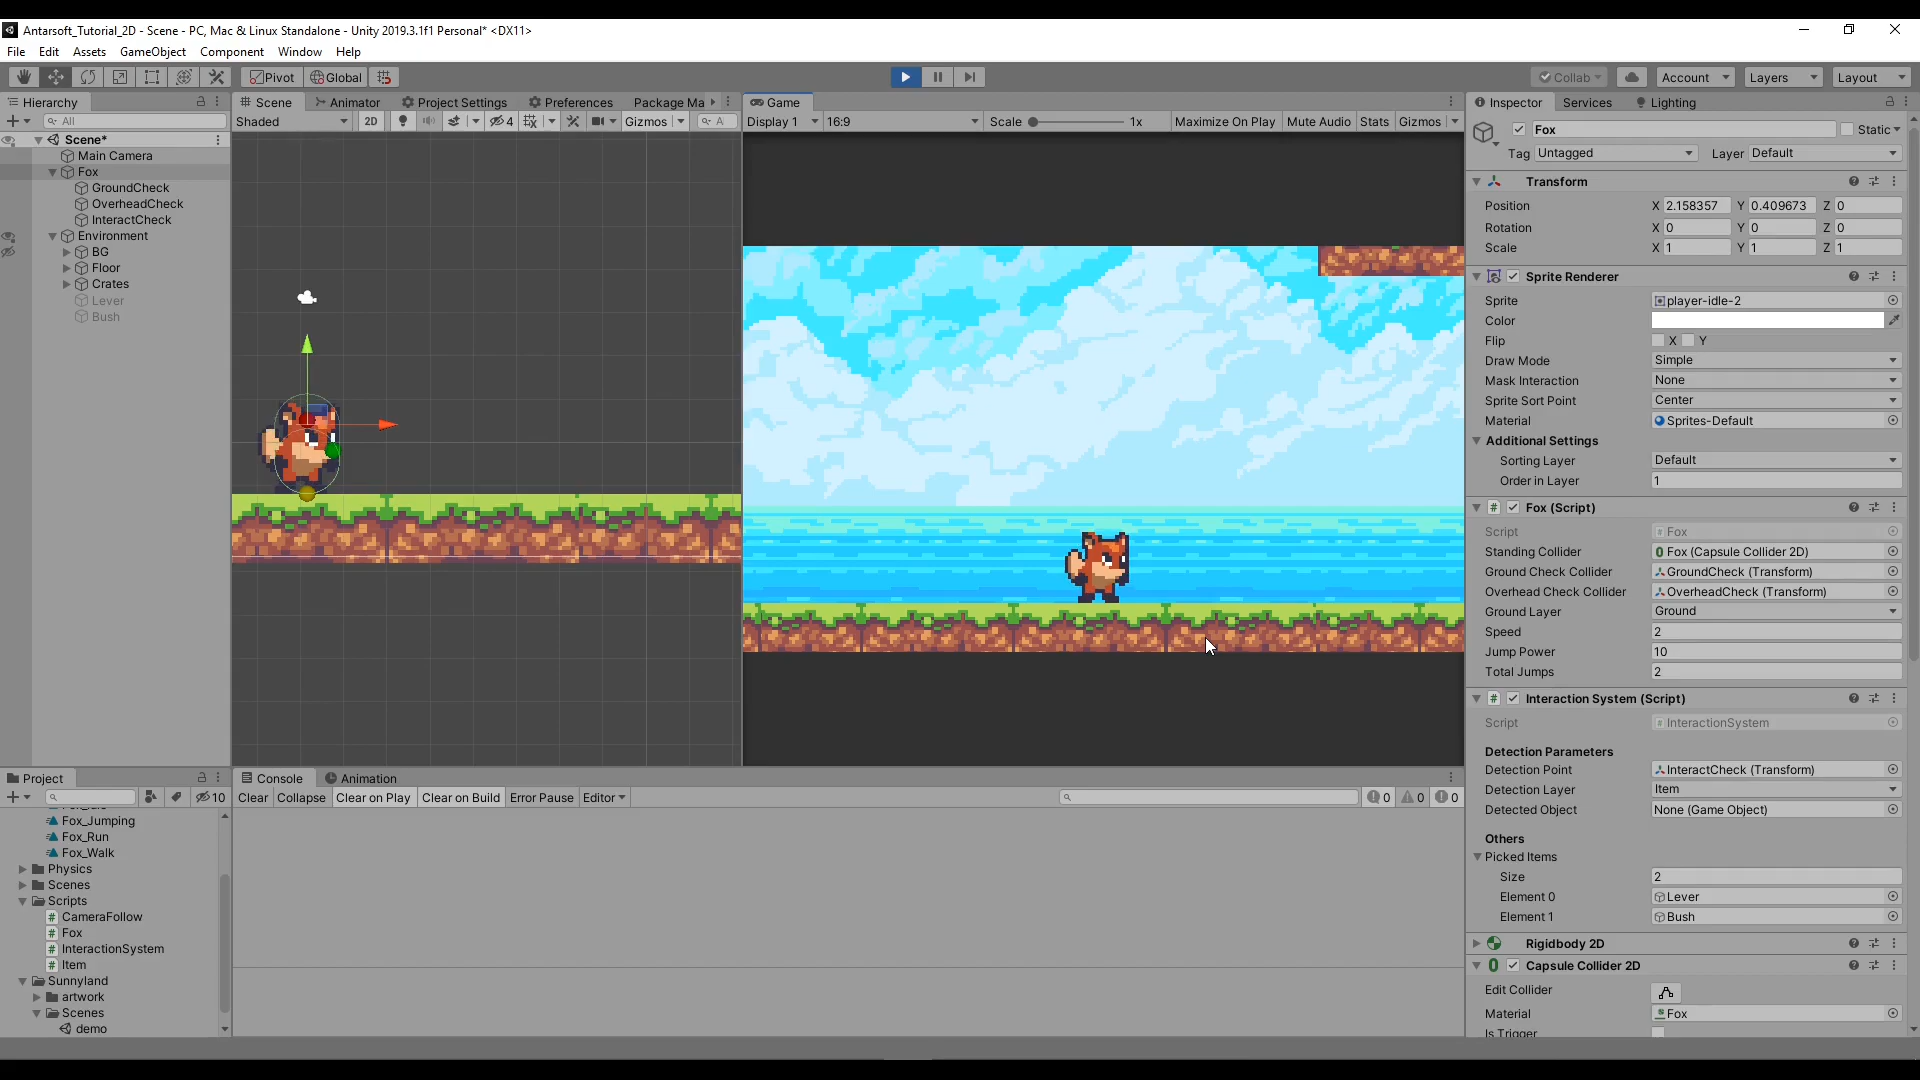 Antarsoft_Tutorial_2D - Scene - PC, Mac & Linux Standalone - Unity 2019.3.1f1 Personal* <DX11>
File Edit Assets GameObject Component Window Help
Pivot Global Collab Account Layers Layout
Hierarchy
All
Scene*
Main Camera
Fox
GroundCheck
OverheadCheck
InteractCheck
Environment
BG
Floor
Crates
Lever
Bush
Scene Animator Project Settings Preferences Package Ma
Shaded 2D 4 Gizmos
Game
Display 1 16:9 Scale 1x Maximize On Play Mute Audio Stats Gizmos
Inspector Services Lighting
Fox Static
Tag Untagged Layer Default
Transform
Position X 2.158357 Y 0.409673 Z 0
Rotation X 0 Y 0 Z 0
Scale X 1 Y 1 Z 1
Sprite Renderer
Sprite player-idle-2
Color
Flip X Y
Draw Mode Simple
Mask Interaction None
Sprite Sort Point Center
Material Sprites-Default
Additional Settings
Sorting Layer Default
Order in Layer 1
Fox (Script)
Script Fox
Standing Collider Fox (Capsule Collider 2D)
Ground Check Collider GroundCheck (Transform)
Overhead Check Collider OverheadCheck (Transform)
Ground Layer Ground
Speed 2
Jump Power 10
Total Jumps 2
Interaction System (Script)
Script InteractionSystem
Detection Parameters
Detection Point InteractCheck (Transform)
Detection Layer Item
Detected Object None (Game Object)
Others
Picked Items
Size 2
Element 0 Lever
Element 1 Bush
Rigidbody 2D
Capsule Collider 2D
Edit Collider
Material Fox
Is Trigger
Project
10
Fox_Jumping
Fox_Run
Fox_Walk
Physics
Scenes
Scripts
CameraFollow
Fox
InteractionSystem
Item
Sunnyland
artwork
Scenes
demo
Console Animation
Clear Collapse Clear on Play Clear on Build Error Pause Editor 0 0 0